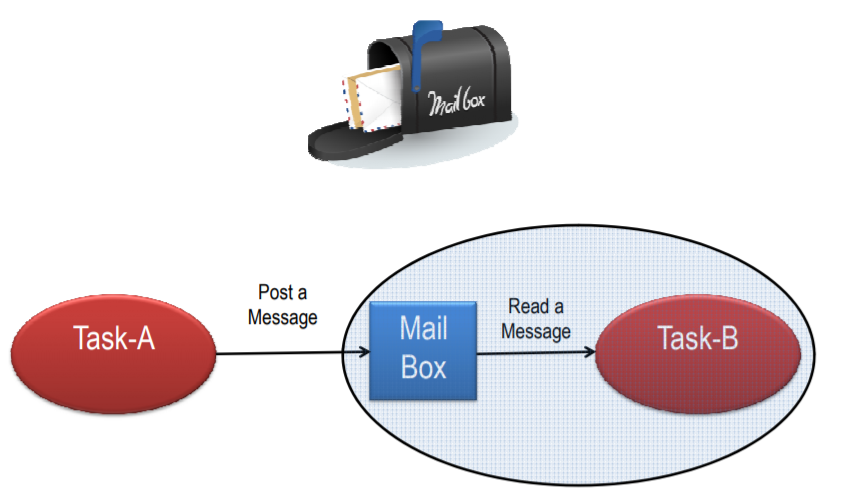 Mail box
Post a
Message
Task-A
Mail
Box
Read a
Message
Task-B